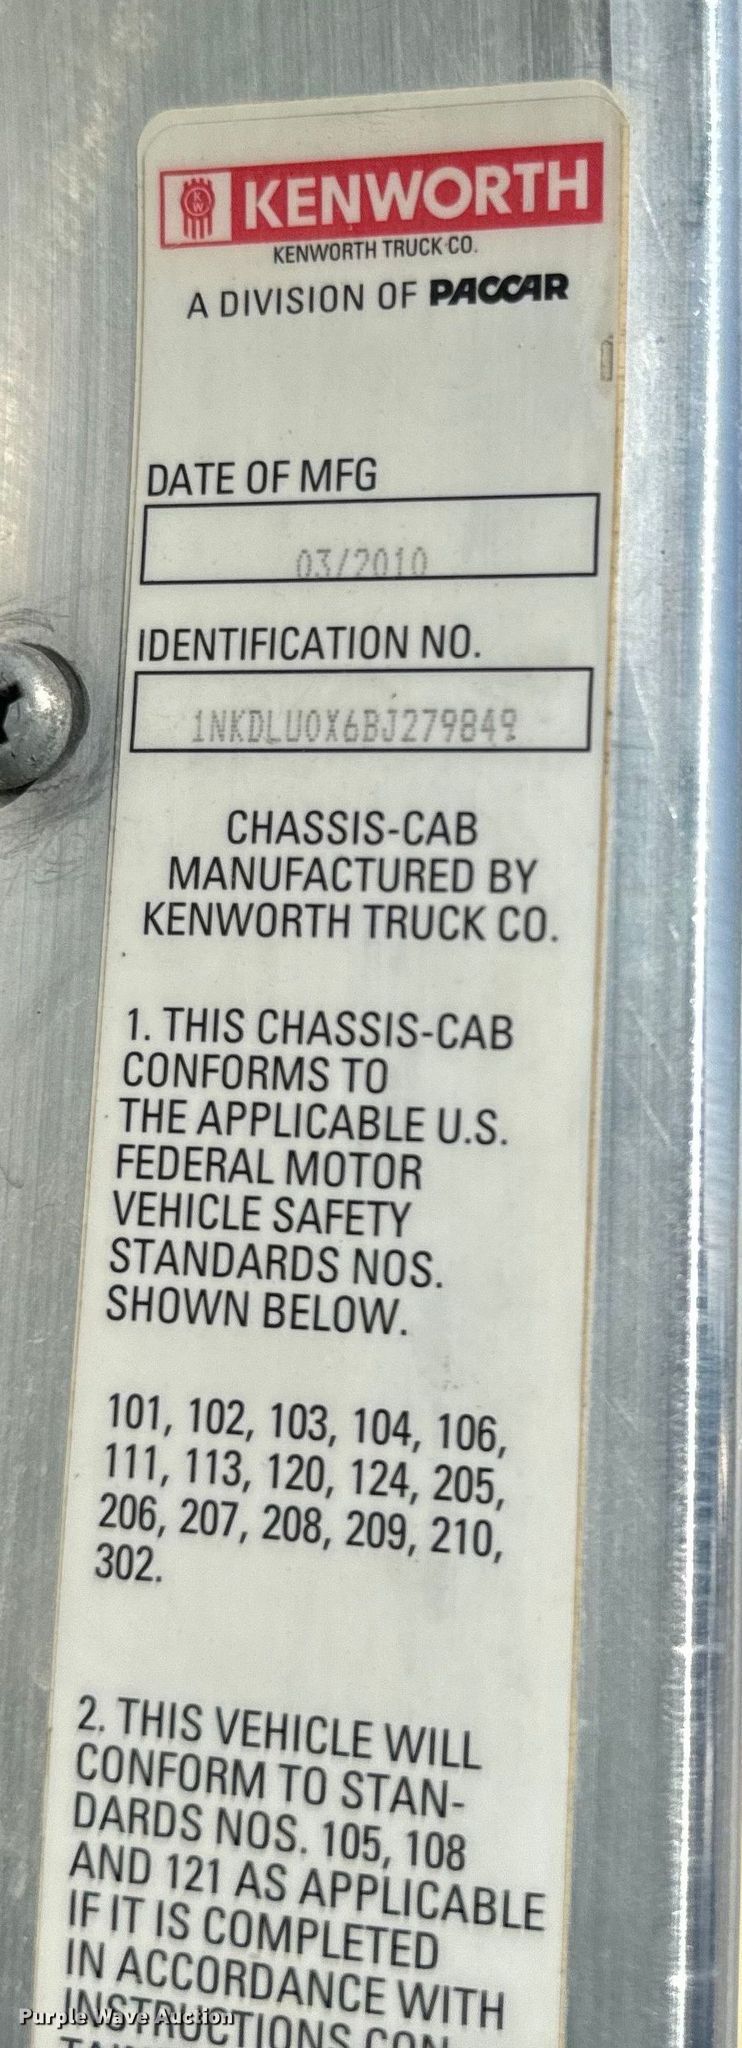 KW KENWORTH
KENWORTH TRUCK CO.
A DIVISION OF PACCAR
DATE OF MFG
03/2010
IDENTIFICATION NO.
1NKDLU0X6BJ279849
CHASSIS-CAB
MANUFACTURED BY
KENWORTH TRUCK CO.
1. THIS CHASSIS-CAB
CONFORMS TO
THE APPLICABLE U.S.
FEDERAL MOTOR
VEHICLE SAFETY
STANDARDS NOS.
SHOWN BELOW.
101, 102, 103, 104, 106,
111, 113, 120, 124, 205,
206, 207, 208, 209, 210,
302.
2. THIS VEHICLE WILL
CONFORM TO STAN-
DARDS NOS. 105, 108
AND 121 AS APPLICABLE
IF IT IS COMPLETED
IN ACCORDANCE WITH
INSTRUCTIONS CON-
Purple Wave Auction